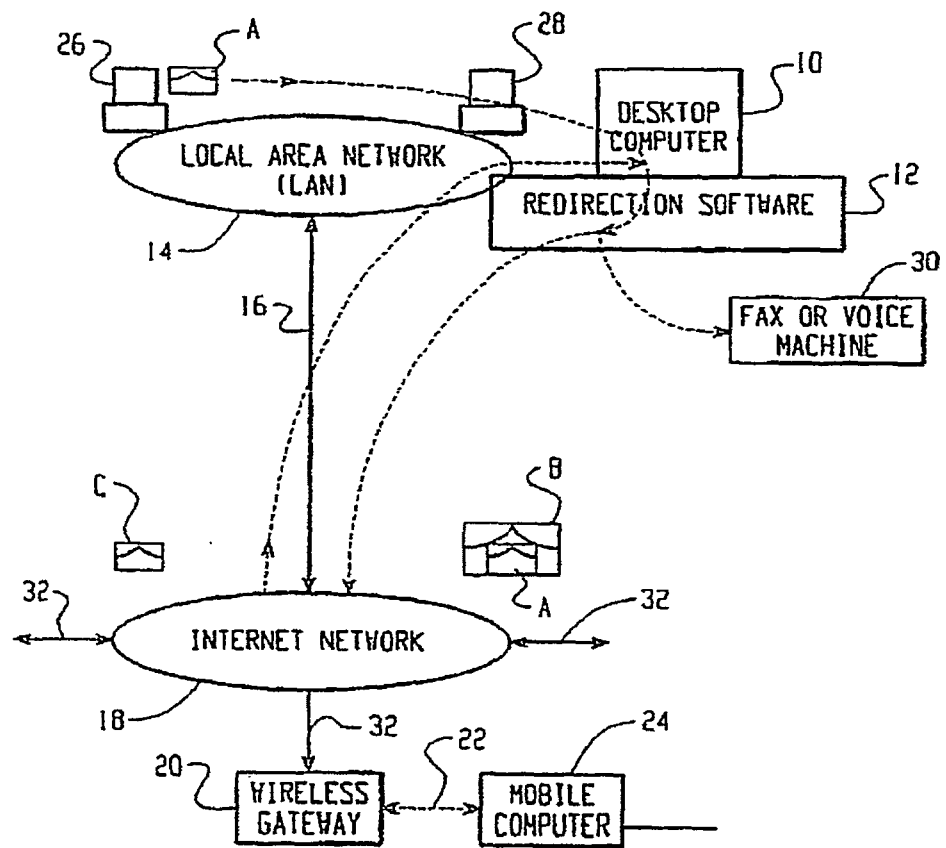 26
A
28
10
DESKTOP
COMPUTER
LOCAL AREA NETWORK
(LAN)
12
REDIRECTION SOFTWARE
14
30
16
FAX OR VOICE
MACHINE
C
B
A
32
32
INTERNET NETWORK
18
32
22
24
20
WIRELESS
GATEWAY
MOBILE
COMPUTER